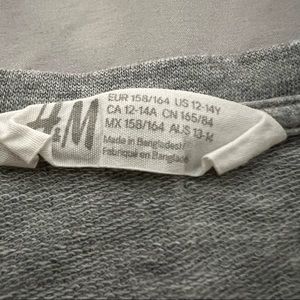 H&M
EUR 158/164 US 12-14Y
CA 12-14A CN 165/84
MX 158/164 AUS 13-14
Made in Bangladesh
Fabriqué en Bangladesh